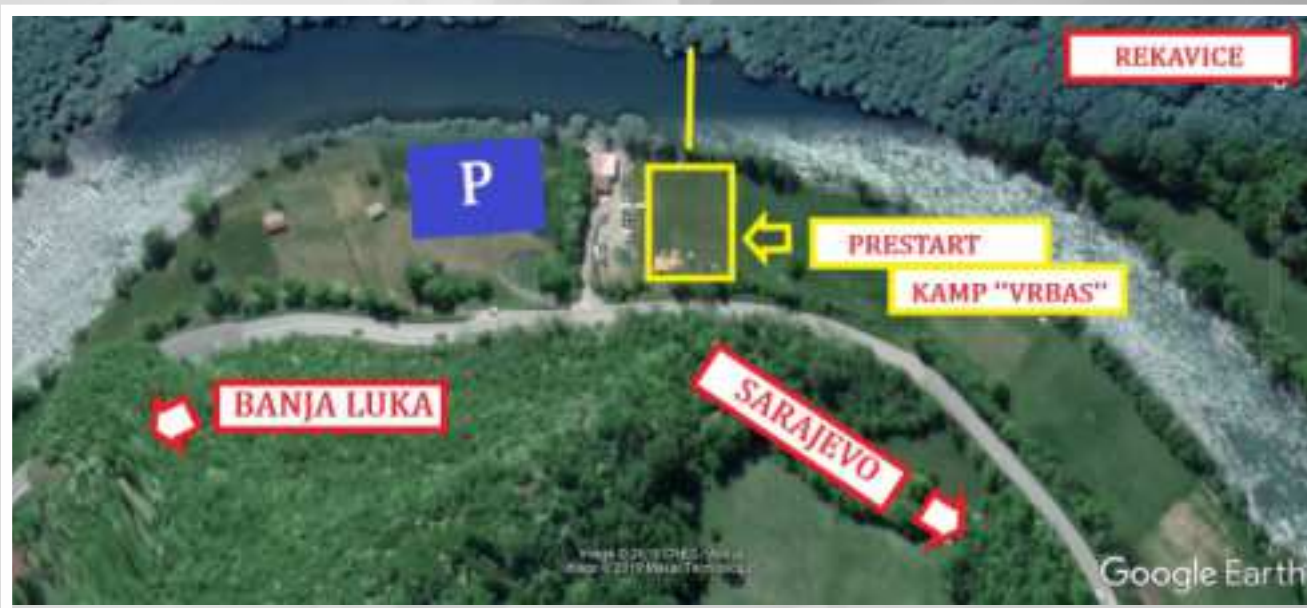 REKAVICE
P
PRESTART
KAMP "VRBAS"
BANJA LUKA
SARAJEVO
Google Earth